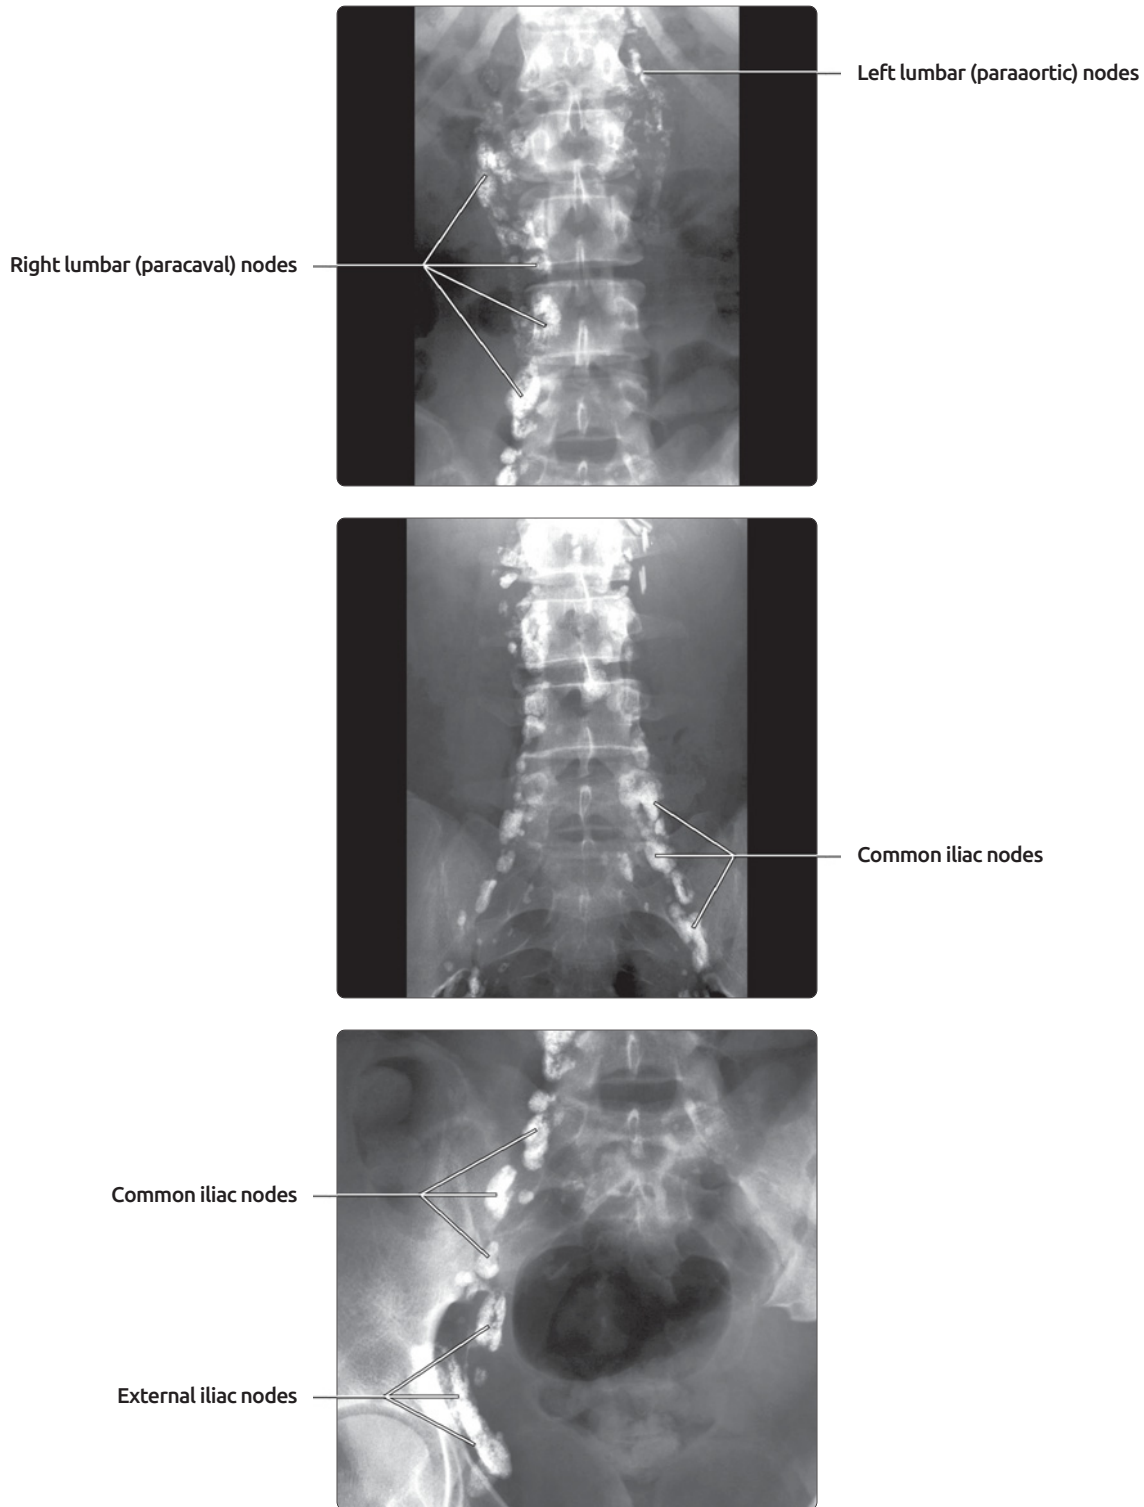 Left lumbar (paraaortic) nodes
Right lumbar (paracaval) nodes
Common iliac nodes
Common iliac nodes
External iliac nodes